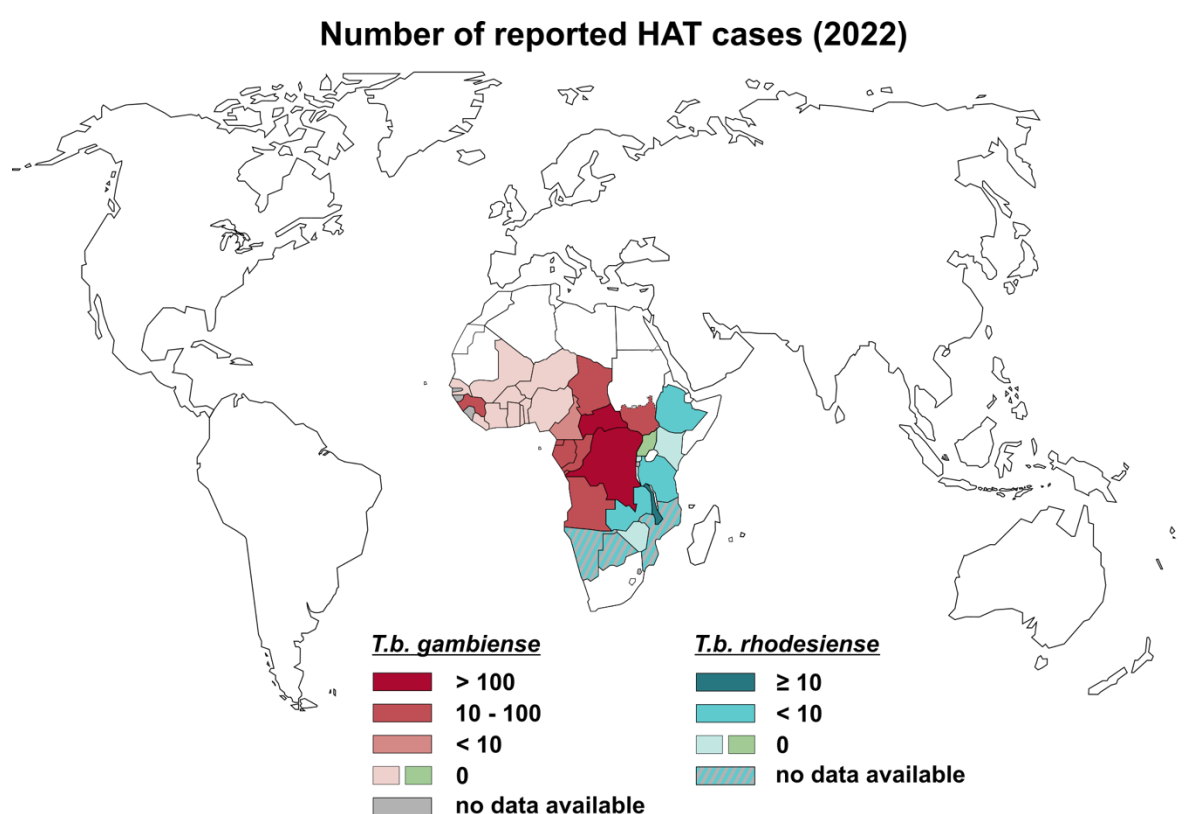 Number of reported HAT cases (2022)
T.b. gambiense
> 100
10 - 100
< 10
0
no data available
T.b. rhodesiense
≥ 10
< 10
0
no data available